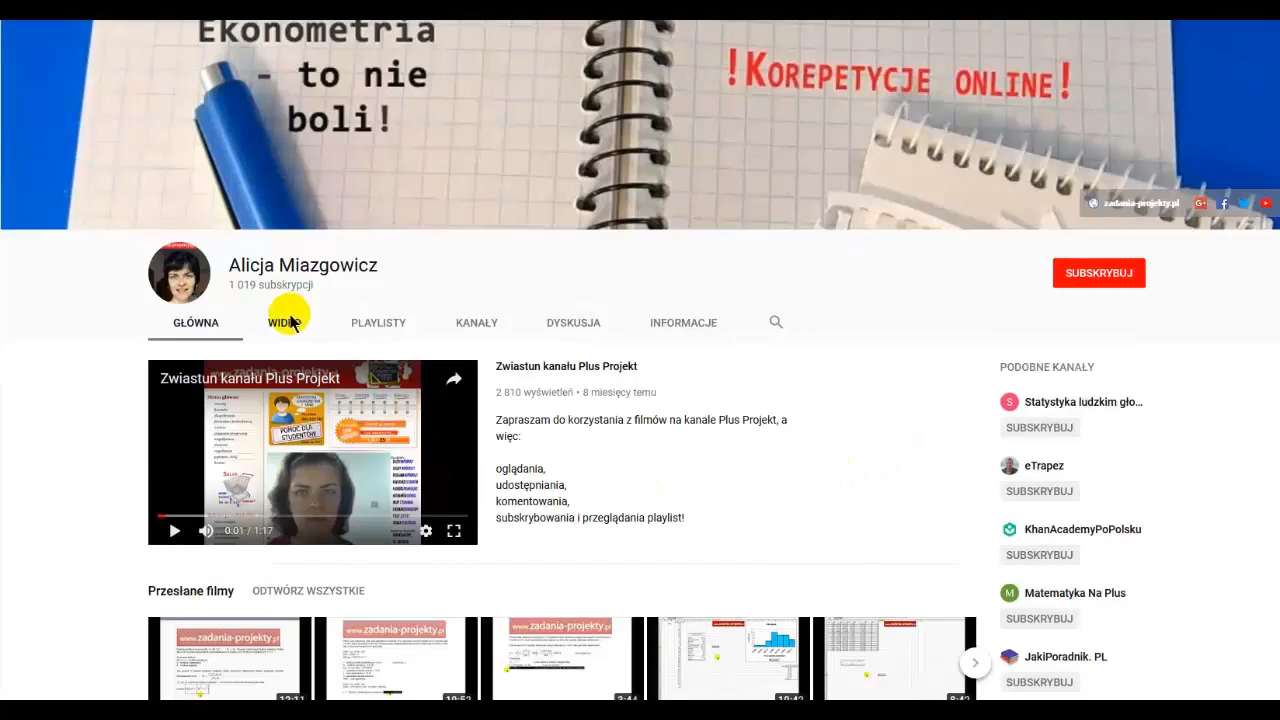 Ekonometria
- to nie
boli!
!Korepetycje online!
zadania-projekty.pl
Alicja Miazgowicz
1 019 subskrypcji
SUBSKRYBUJ
GŁÓWNA
WIDEO
PLAYLISTY
KANAŁY
DYSKUSJA
INFORMACJE
Zwiastun kanału Plus Projekt
0:01 / 1:17
Zwiastun kanału Plus Projekt
2 810 wyświetleń • 8 miesięcy temu
Zapraszam do korzystania z filmów na kanale Plus Projekt, a
więc:
oglądania,
udostępniania,
komentowania,
subskrybowania i przeglądania playlist!
PODOBNE KANAŁY
Statystyka ludzkim gło...
SUBSKRYBUJ
eTrapez
SUBSKRYBUJ
KhanAcademyPoPolsku
SUBSKRYBUJ
M
Matematyka Na Plus
SUBSKRYBUJ
JakiPoradnik. PL
SUBSKRYBUJ
Przesłane filmy
ODTWÓRZ WSZYSTKIE
www.zadania-projekty.pl
www.zadania-projekty.pl
www.zadania-projekty.pl